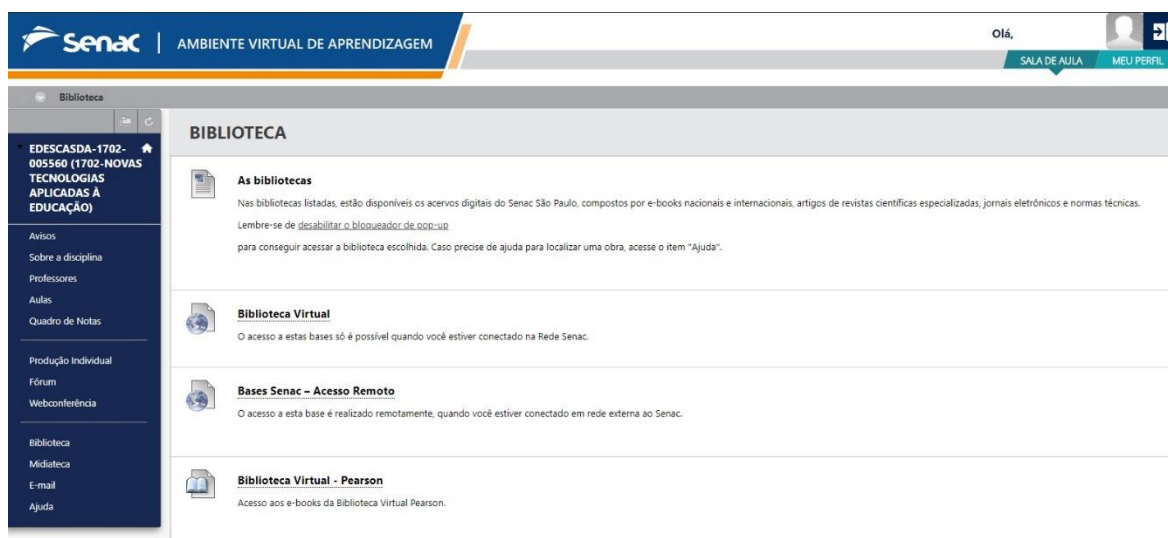 Senac | AMBIENTE VIRTUAL DE APRENDIZAGEM
Olá,
SALA DE AULA
MEU PERFIL
Biblioteca
EDESCASDA-1702-
005560 (1702-NOVAS
TECNOLOGIAS
APLICADAS À
EDUCAÇÃO)
Avisos
Sobre a disciplina
Professores
Aulas
Quadro de Notas
Produção Individual
Fórum
Webconferência
Biblioteca
Midiateca
E-mail
Ajuda
BIBLIOTECA
As bibliotecas
Nas bibliotecas listadas, estão disponíveis os acervos digitais do Senac São Paulo, compostos por e-books nacionais e internacionais, artigos de revistas científicas especializadas, jornais eletrônicos e normas técnicas.
Lembre-se de desabilitar o bloqueador de pop-up
para conseguir acessar a biblioteca escolhida. Caso precise de ajuda para localizar uma obra, acesse o item "Ajuda".
Biblioteca Virtual
O acesso a estas bases só é possível quando você estiver conectado na Rede Senac.
Bases Senac – Acesso Remoto
O acesso a esta base é realizado remotamente, quando você estiver conectado em rede externa ao Senac.
Biblioteca Virtual - Pearson
Acesso aos e-books da Biblioteca Virtual Pearson.